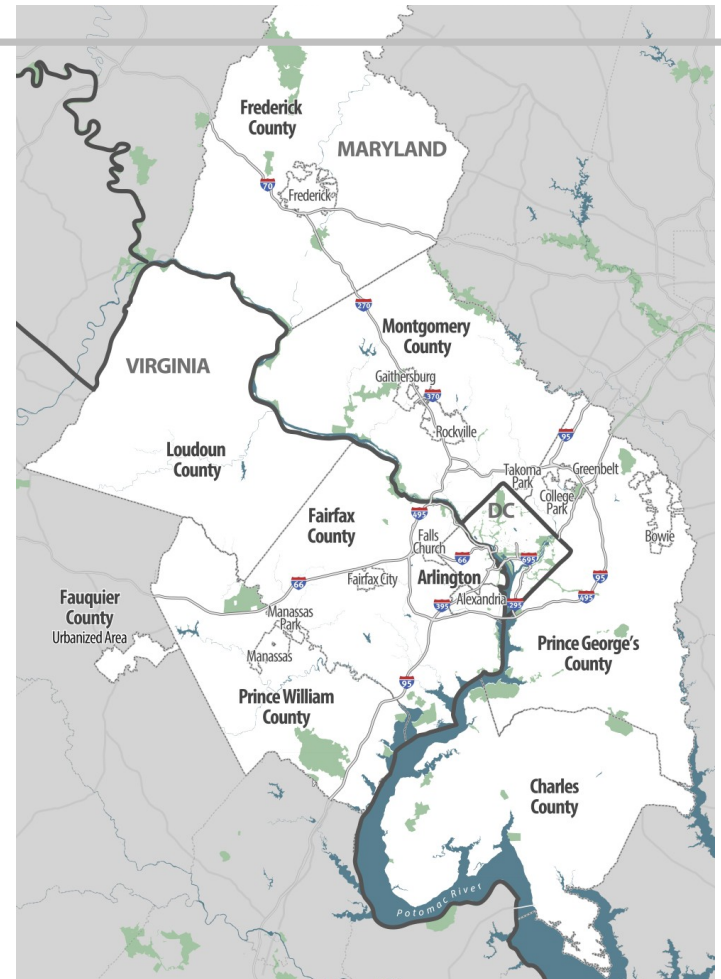 Frederick
County
MARYLAND
70
Frederick
270
Montgomery
County
VIRGINIA
Gaithersburg
370
Rockville
95
Loudoun
County
Takoma
Park
Greenbelt
College
Park
DC
495
Fairfax
County
Falls
Church
Bowie
66
395
66
Fairfax City
Arlington
95
Fauquier
County
Urbanized Area
Manassas
Park
395
Alexandria
295
495
Manassas
Prince George's
County
95
Prince William
County
Charles
County
Potomac River